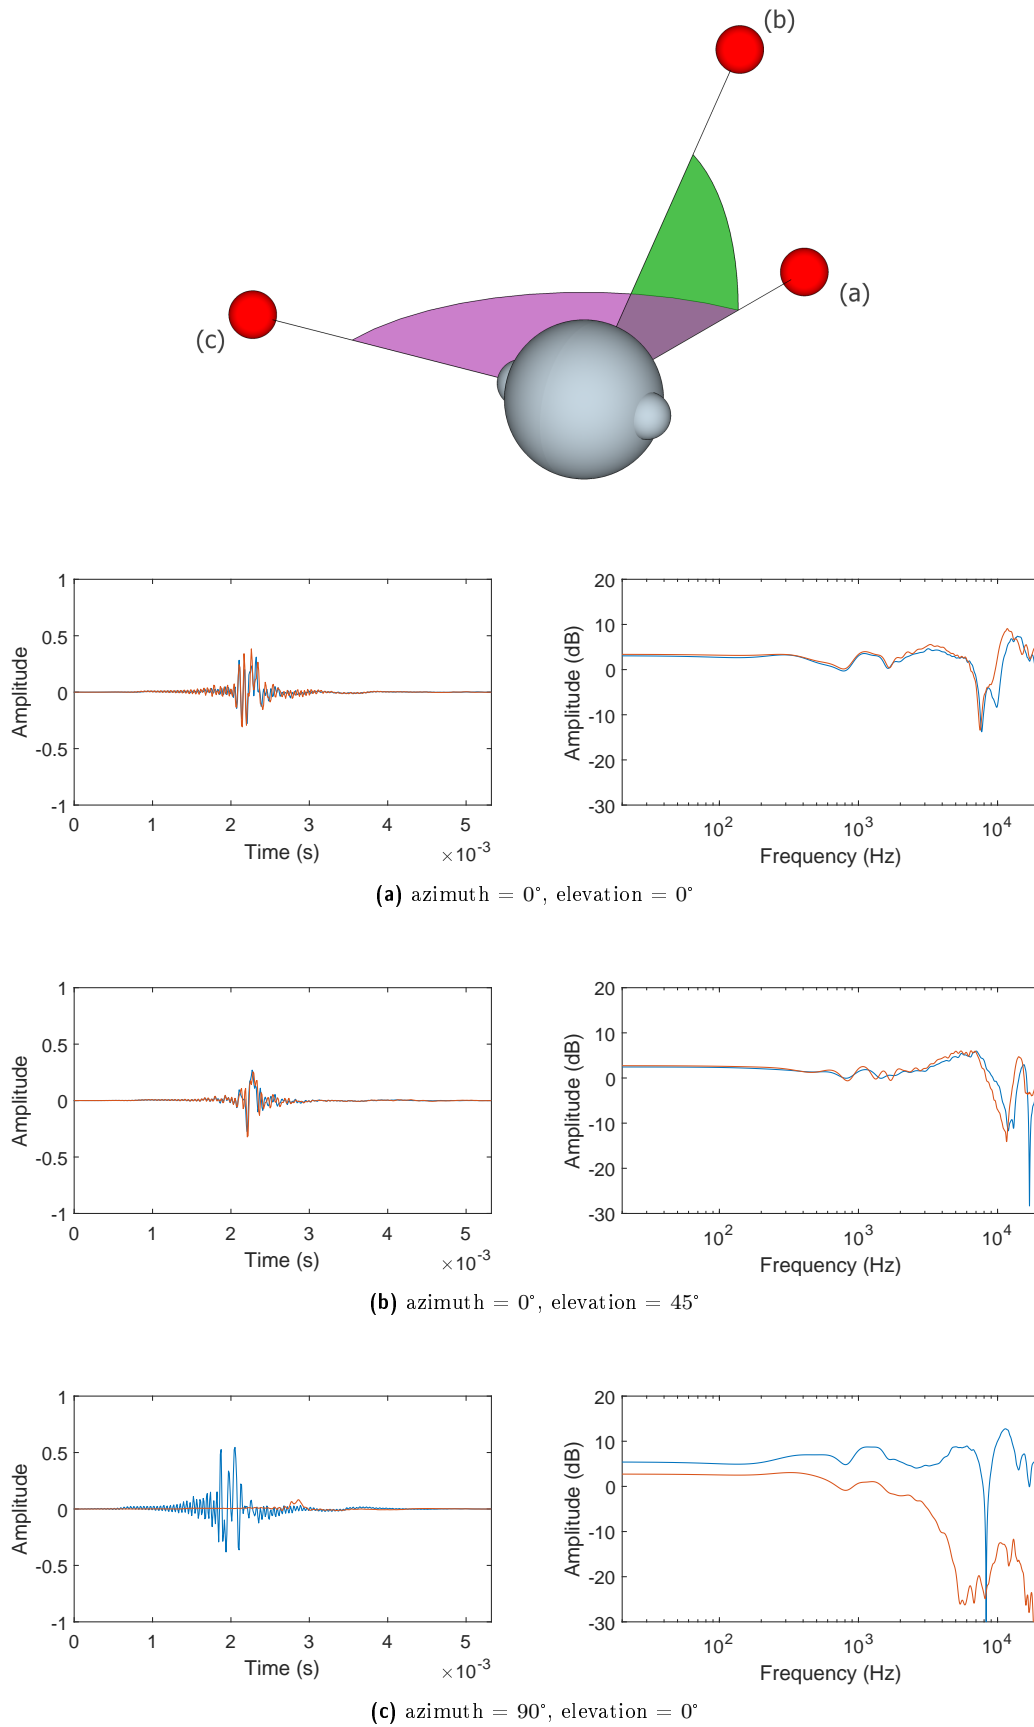 (b)
(a)
(c)
1
0.5
0
-0.5
-1
Amplitude
0 1 2 3 4 5
Time (s) ×10-3
20
10
0
-10
-20
-30
Amplitude (dB)
10² 10³ 10⁴
Frequency (Hz)
(a) azimuth = 0°, elevation = 0°
1
0.5
0
-0.5
-1
Amplitude
0 1 2 3 4 5
Time (s) ×10-3
20
10
0
-10
-20
-30
Amplitude (dB)
10² 10³ 10⁴
Frequency (Hz)
(b) azimuth = 0°, elevation = 45°
1
0.5
0
-0.5
-1
Amplitude
0 1 2 3 4 5
Time (s) ×10-3
20
10
0
-10
-20
-30
Amplitude (dB)
10² 10³ 10⁴
Frequency (Hz)
(c) azimuth = 90°, elevation = 0°